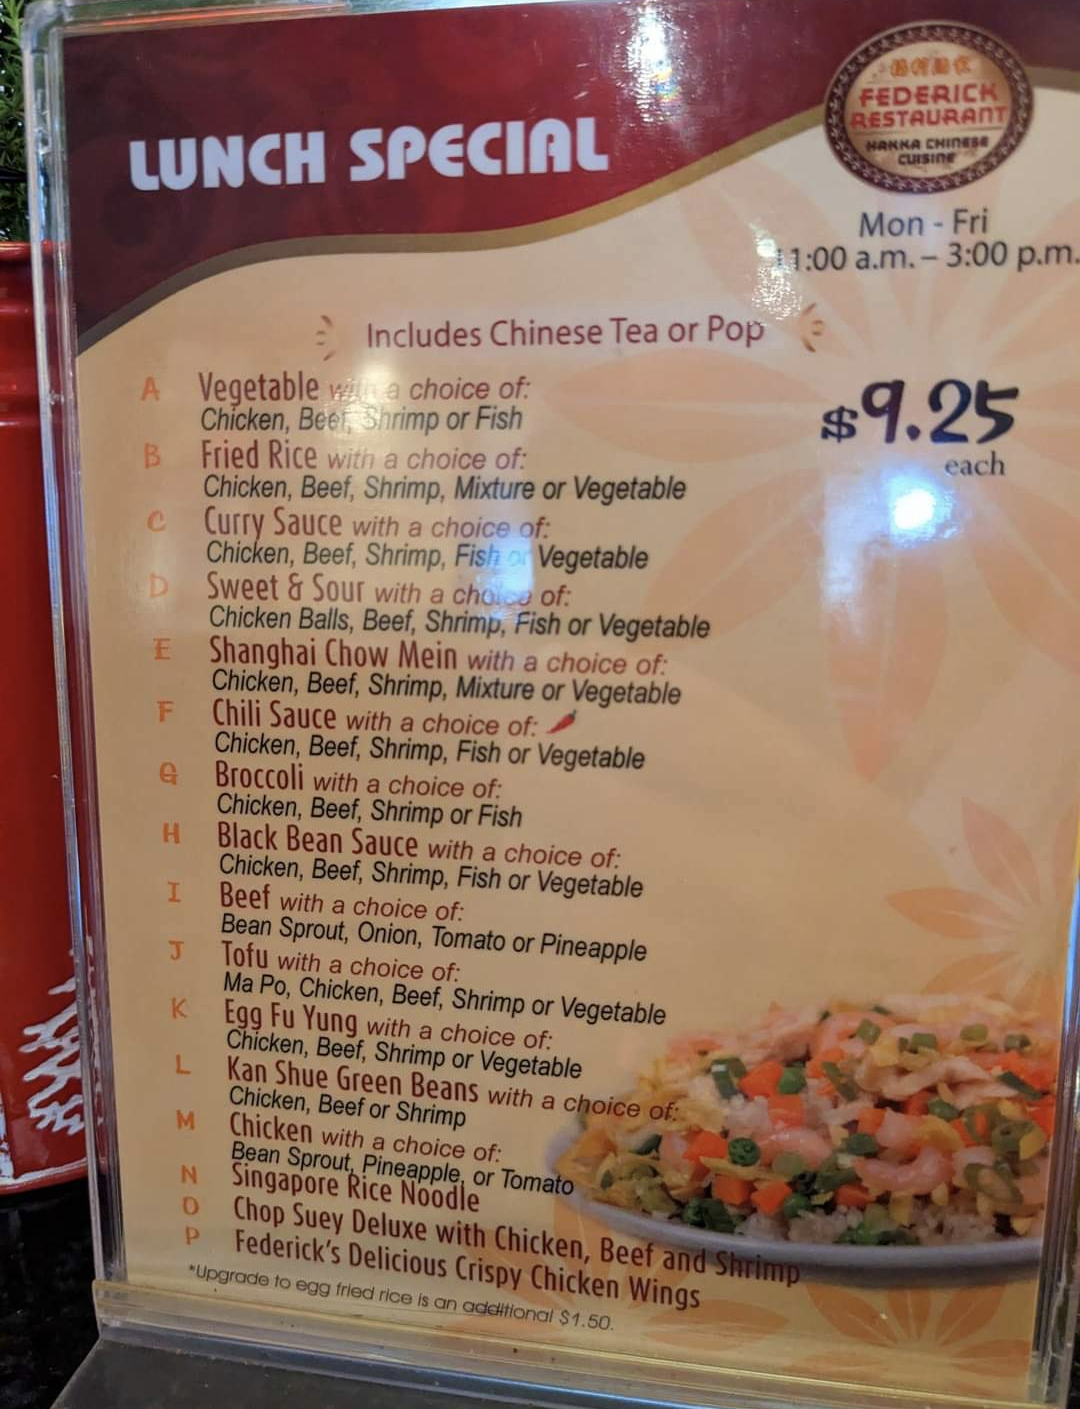 FEDERICK
RESTAURANT
HAKKA CHINESE
CUISINE
LUNCH SPECIAL
Mon - Fri
11:00 a.m. – 3:00 p.m.
Includes Chinese Tea or Pop
$9.25
each
A Vegetable with a choice of:
Chicken, Beef, Shrimp or Fish
B Fried Rice with a choice of:
Chicken, Beef, Shrimp, Mixture or Vegetable
C Curry Sauce with a choice of:
Chicken, Beef, Shrimp, Fish or Vegetable
D Sweet & Sour with a choice of:
Chicken Balls, Beef, Shrimp, Fish or Vegetable
E Shanghai Chow Mein with a choice of:
Chicken, Beef, Shrimp, Mixture or Vegetable
F Chili Sauce with a choice of:
Chicken, Beef, Shrimp, Fish or Vegetable
G Broccoli with a choice of:
Chicken, Beef, Shrimp or Fish
H Black Bean Sauce with a choice of:
Chicken, Beef, Shrimp, Fish or Vegetable
I Beef with a choice of:
Bean Sprout, Onion, Tomato or Pineapple
J Tofu with a choice of:
Ma Po, Chicken, Beef, Shrimp or Vegetable
K Egg Fu Yung with a choice of:
Chicken, Beef, Shrimp or Vegetable
L Kan Shue Green Beans with a choice of:
Chicken, Beef or Shrimp
M Chicken with a choice of:
Bean Sprout, Pineapple, or Tomato
N Singapore Rice Noodle
O Chop Suey Deluxe with Chicken, Beef and Shrimp
P Federick's Delicious Crispy Chicken Wings
*Upgrade to egg fried rice is an additional $1.50.